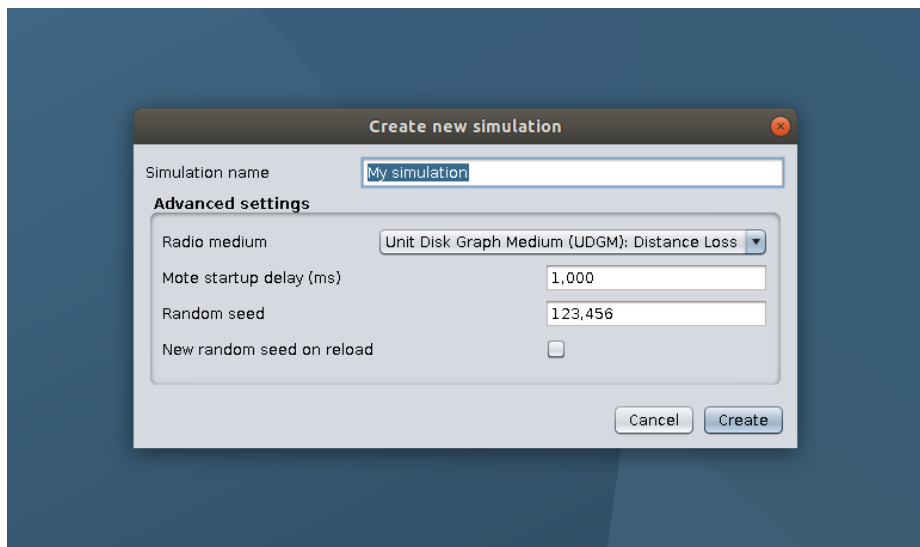 Create new simulation
Simulation name My simulation
Advanced settings
Radio medium Unit Disk Graph Medium (UDGM): Distance Loss
Mote startup delay (ms) 1,000
Random seed 123,456
New random seed on reload
Cancel Create